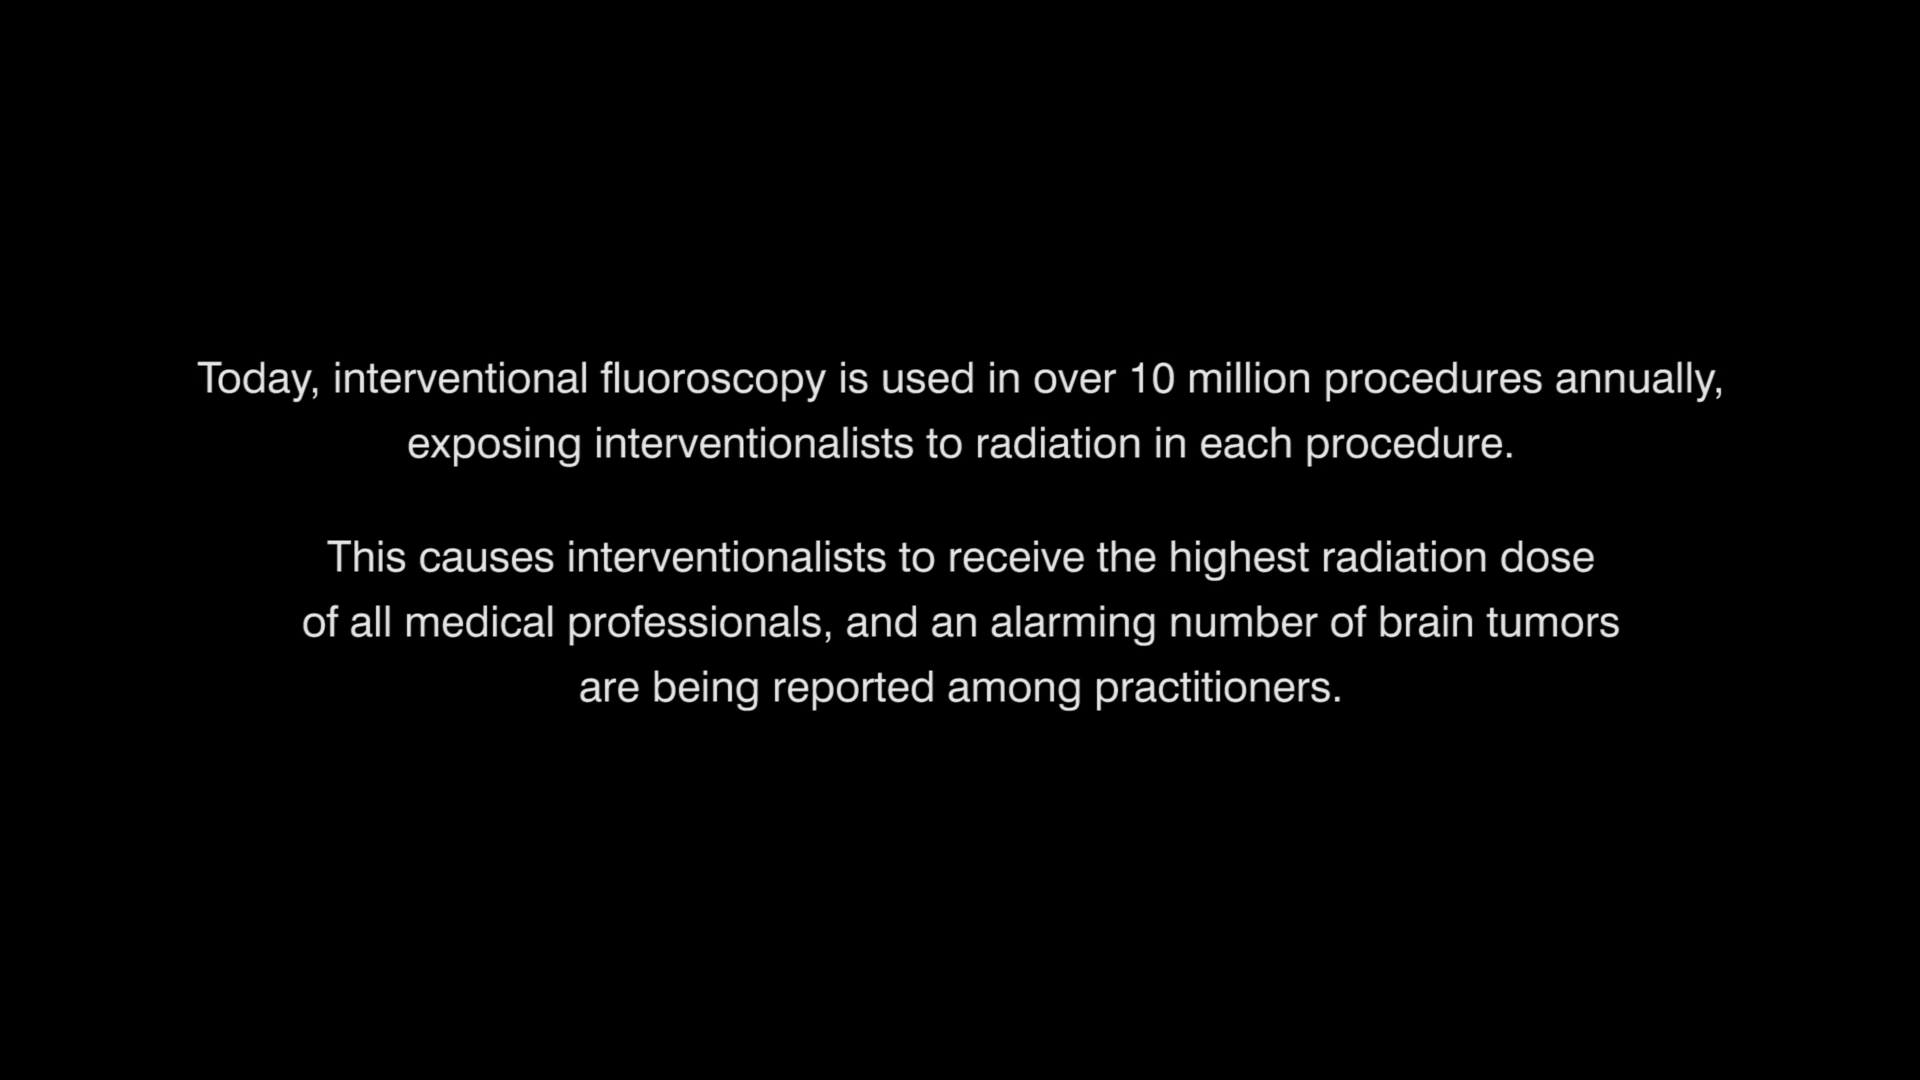 Today, interventional fluoroscopy is used in over 10 million procedures annually,
exposing interventionalists to radiation in each procedure.
This causes interventionalists to receive the highest radiation dose
of all medical professionals, and an alarming number of brain tumors
are being reported among practitioners.